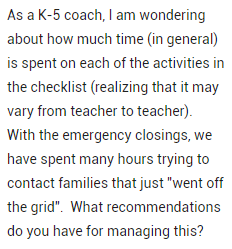 As a K-5 coach, I am wondering
about how much time (in general)
is spent on each of the activities in
the checklist (realizing that it may
vary from teacher to teacher).
With the emergency closings, we
have spent many hours trying to
contact families that just "went off
the grid".  What recommendations
do you have for managing this?